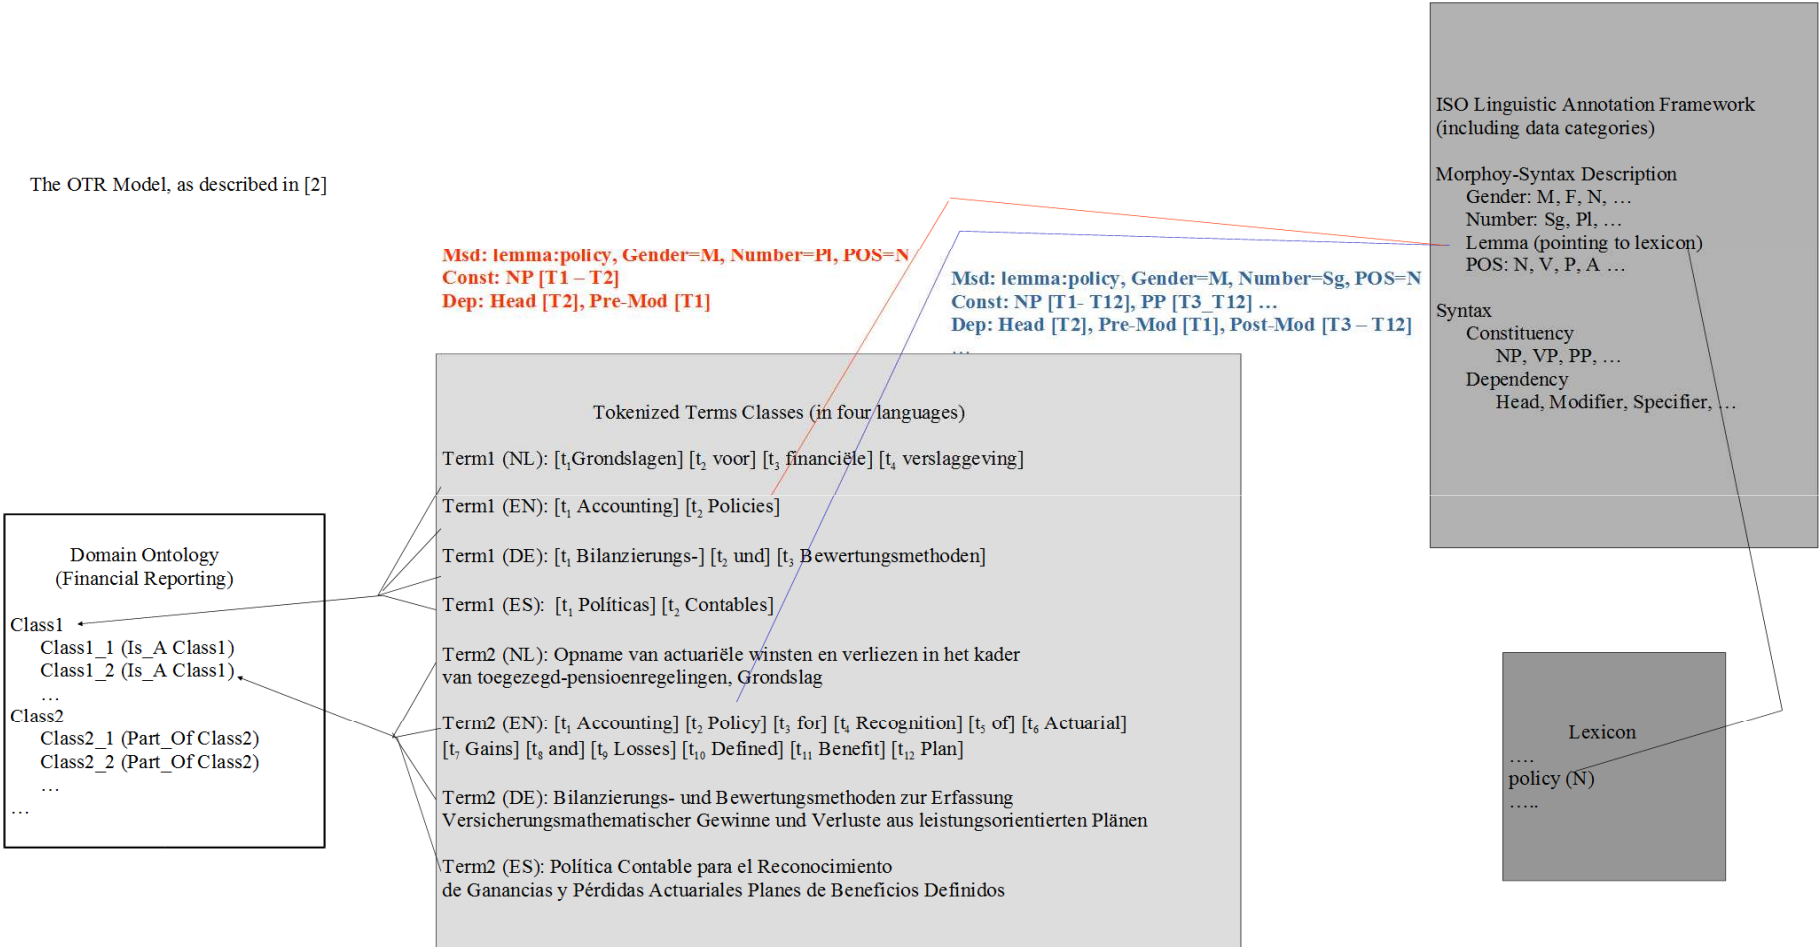 The OTR Model, as described in [2]
Msd: lemma:policy, Gender=M, Number=Pl, POS=N
Const: NP [T1 – T2]
Dep: Head [T2], Pre-Mod [T1]
Msd: lemma:policy, Gender=M, Number=Sg, POS=N
Const: NP [T1- T12], PP [T3_T12] …
Dep: Head [T2], Pre-Mod [T1], Post-Mod [T3 – T12]
…
ISO Linguistic Annotation Framework
(including data categories)
Morphoy-Syntax Description
Gender: M, F, N, …
Number: Sg, Pl, …
Lemma (pointing to lexicon)
POS: N, V, P, A …
Syntax
Constituency
NP, VP, PP, …
Dependency
Head, Modifier, Specifier, …
Domain Ontology
(Financial Reporting)
Class1
Class1_1 (Is_A Class1)
Class1_2 (Is_A Class1)
…
Class2
Class2_1 (Part_Of Class2)
Class2_2 (Part_Of Class2)
…
…
Tokenized Terms Classes (in four languages)
Term1 (NL): [t₁Grondslagen] [t₂ voor] [t₃ financiële] [t₄ verslaggeving]
Term1 (EN): [t₁ Accounting] [t₂ Policies]
Term1 (DE): [t₁ Bilanzierungs-] [t₂ und] [t₃ Bewertungsmethoden]
Term1 (ES): [t₁ Políticas] [t₂ Contables]
Term2 (NL): Opname van actuariële winsten en verliezen in het kader
van toegezegd-pensioenregelingen, Grondslag
Term2 (EN): [t₁ Accounting] [t₂ Policy] [t₃ for] [t₄ Recognition] [t₅ of] [t₆ Actuarial]
[t₇ Gains] [t₈ and] [t₉ Losses] [t₁₀ Defined] [t₁₁ Benefit] [t₁₂ Plan]
Term2 (DE): Bilanzierungs- und Bewertungsmethoden zur Erfassung
Versicherungsmathematischer Gewinne und Verluste aus leistungsorientierten Plänen
Term2 (ES): Política Contable para el Reconocimiento
de Ganancias y Pérdidas Actuariales Planes de Beneficios Definidos
Lexicon
….
policy (N)
…..